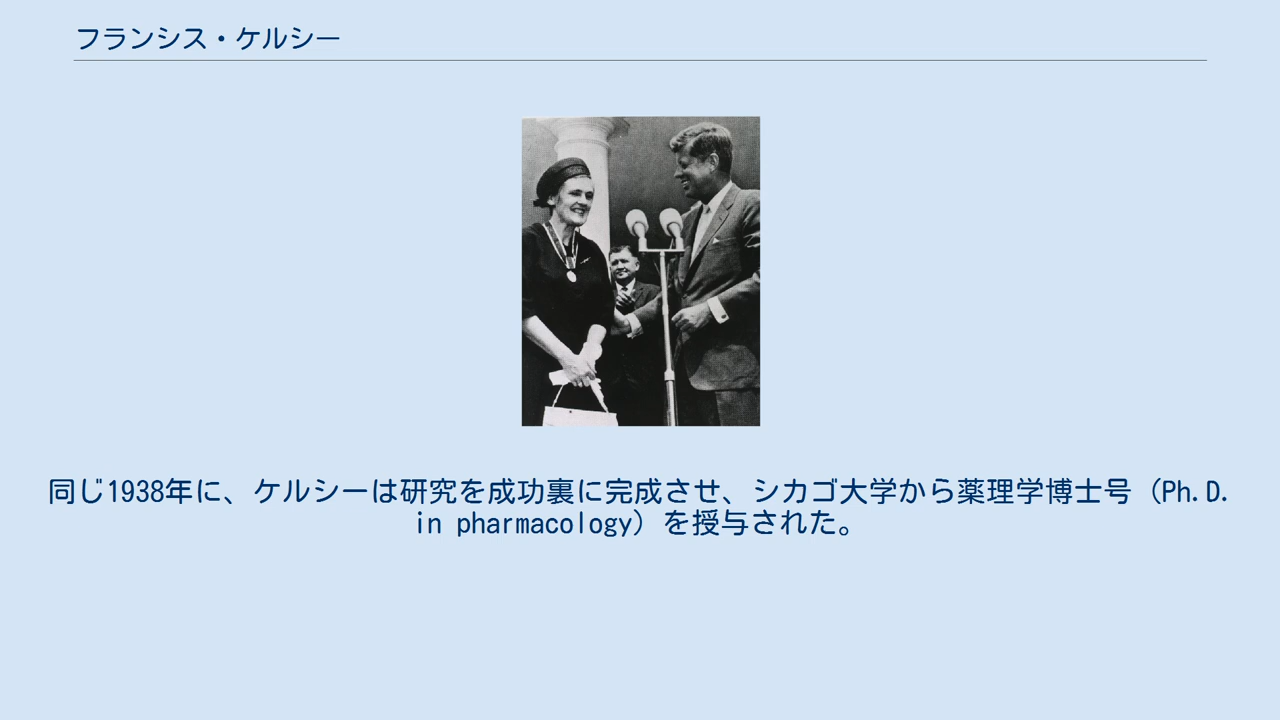 フランシス・ケルシー
同じ1938年に、ケルシーは研究を成功裏に完成させ、シカゴ大学から薬理学博士号（Ph.D.
in pharmacology）を授与された。